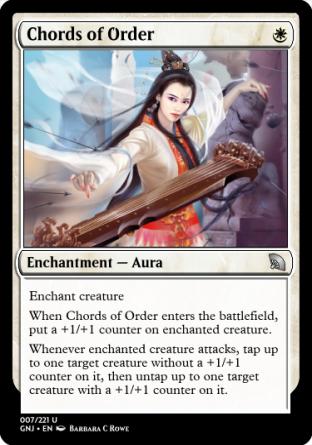 Chords of Order
Enchantment — Aura
Enchant creature
When Chords of Order enters the battlefield,
put a +1/+1 counter on enchanted creature.
Whenever enchanted creature attacks, tap up
to one target creature without a +1/+1
counter on it, then untap up to one target
creature with a +1/+1 counter on it.
007/221 U
GNJ • EN Barbara C Rowe